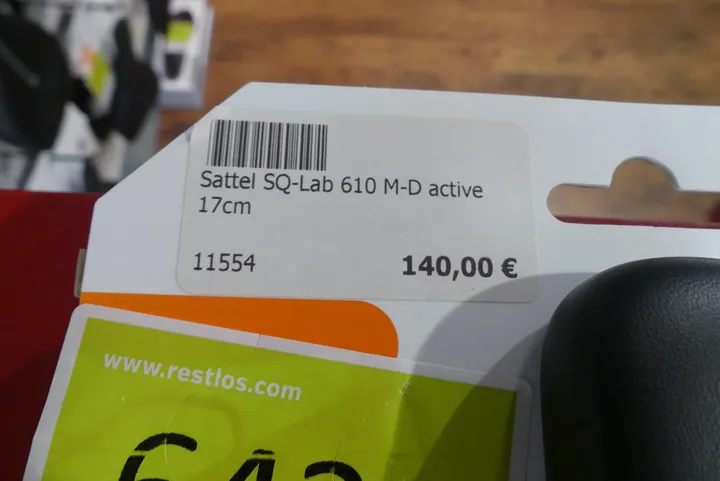 Sattel SQ-Lab 610 M-D active
17cm
11554 140,00 €
www.restlos.com